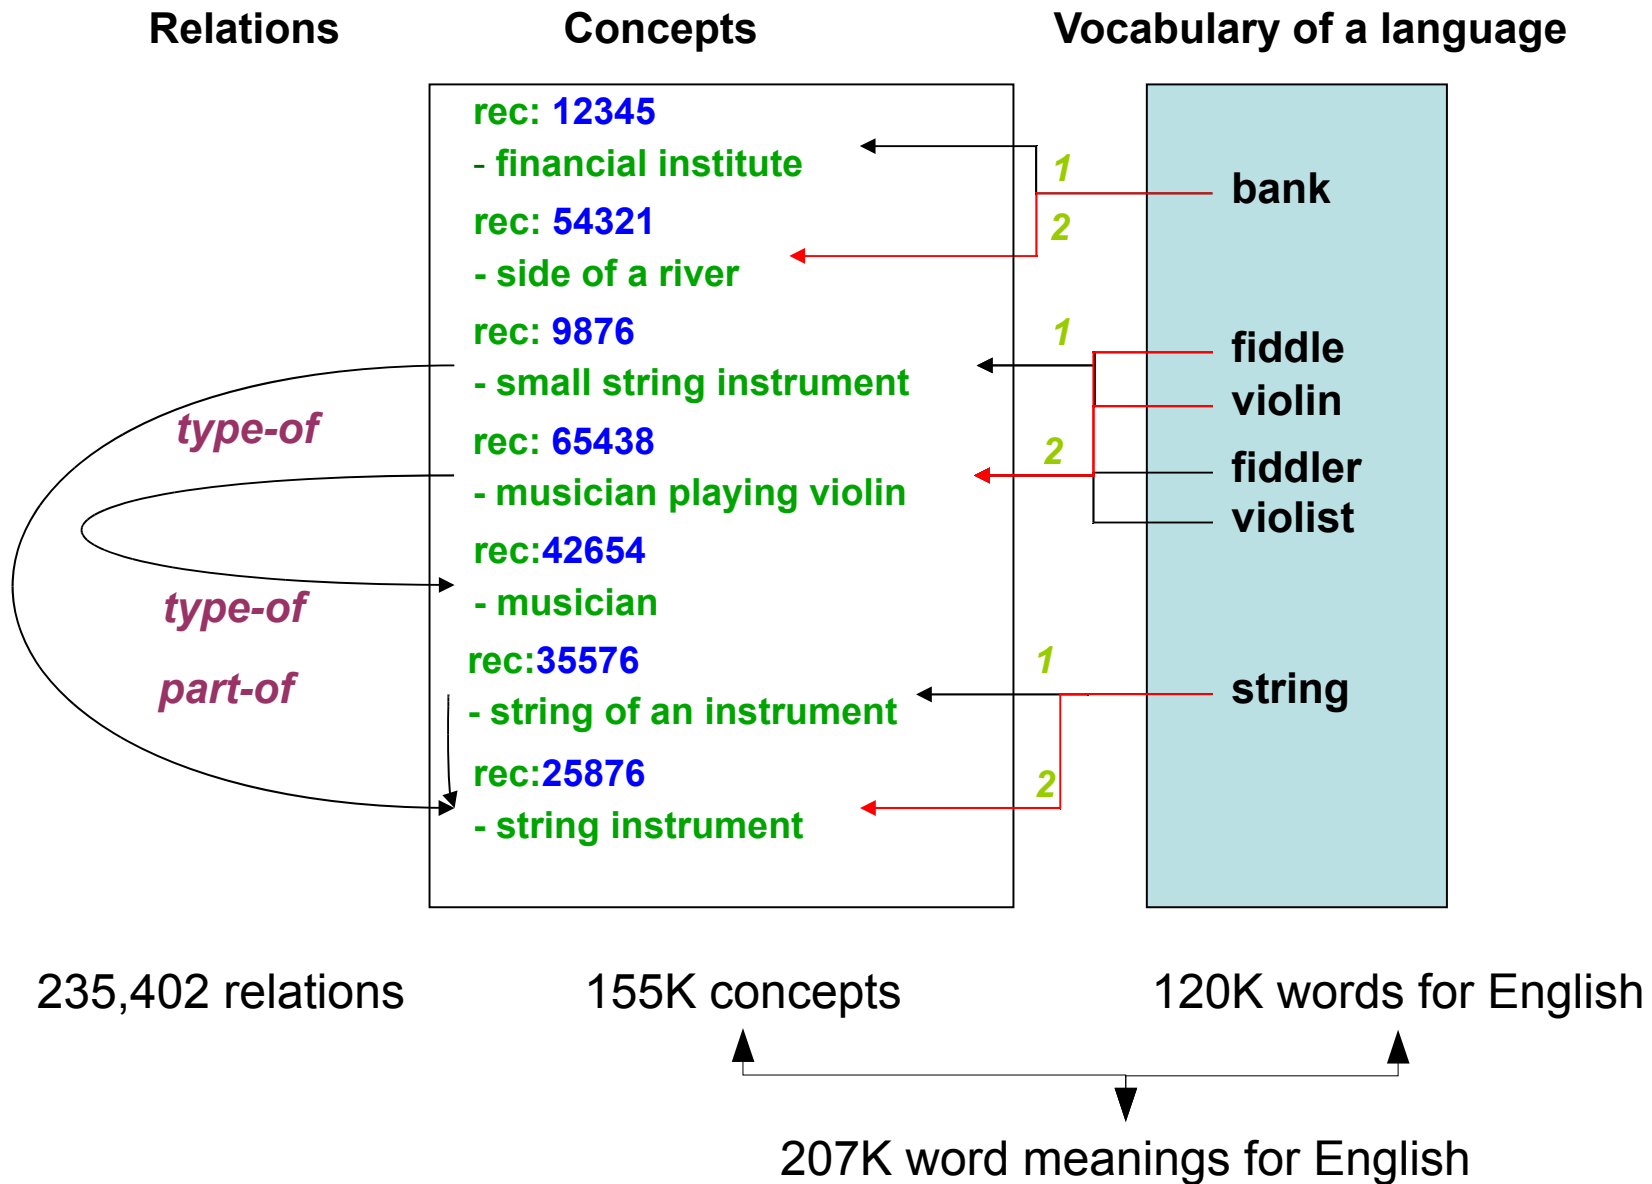 Relations
Concepts
Vocabulary of a language
rec: 12345
- financial institute
rec: 54321
- side of a river
rec: 9876
- small string instrument
rec: 65438
- musician playing violin
rec:42654
- musician
rec:35576
- string of an instrument
rec:25876
- string instrument
type-of
type-of
part-of
1
2
1
2
1
2
bank
fiddle
violin
fiddler
violist
string
235,402 relations
155K concepts
120K words for English
207K word meanings for English